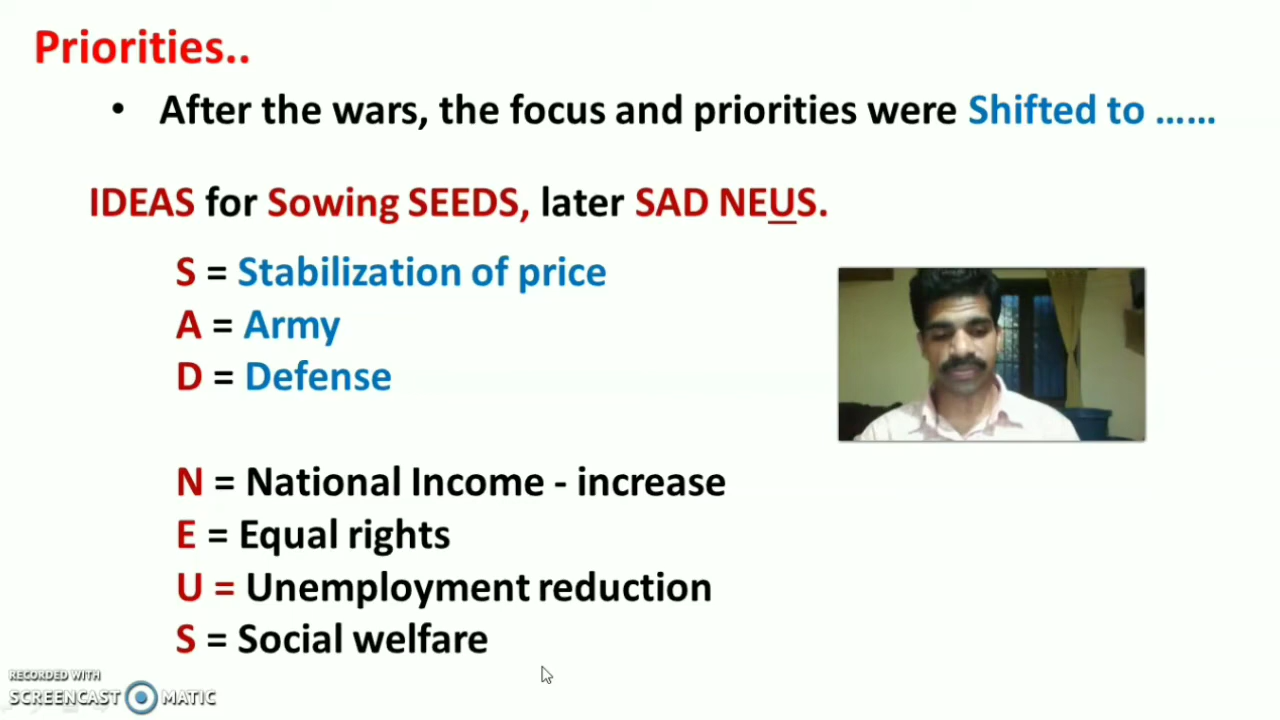 Priorities..
• After the wars, the focus and priorities were Shifted to ......
IDEAS for Sowing SEEDS, later SAD NEUS.
S = Stabilization of price
A = Army
D = Defense
N = National Income - increase
E = Equal rights
U = Unemployment reduction
S = Social welfare
RECORDED WITH
SCREENCAST MATIC